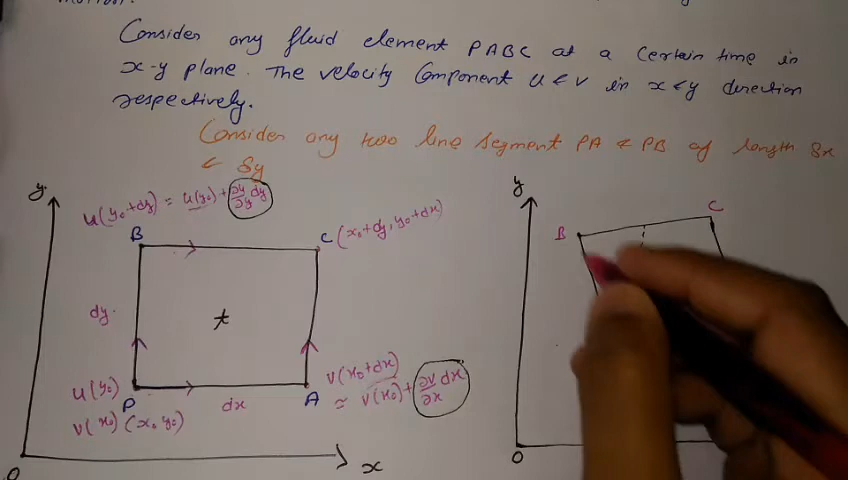 Consider any fluid element PABC at a certain time in
x-y plane. The velocity component u & v in x & y direction
respectively.
Consider any two line segment PA & PB of length δx
& δy
y
u(y₀+dy) = u(y₀) + ∂y/∂y dy
B
C (x₀+dy, y₀+dx)
dy.
t
u(y₀)
P
v(x₀) (x₀ y₀)
dx
A
v(x₀+dx)
≃ v(x₀) + ∂v/∂x dx
O
x
y
B
C
O